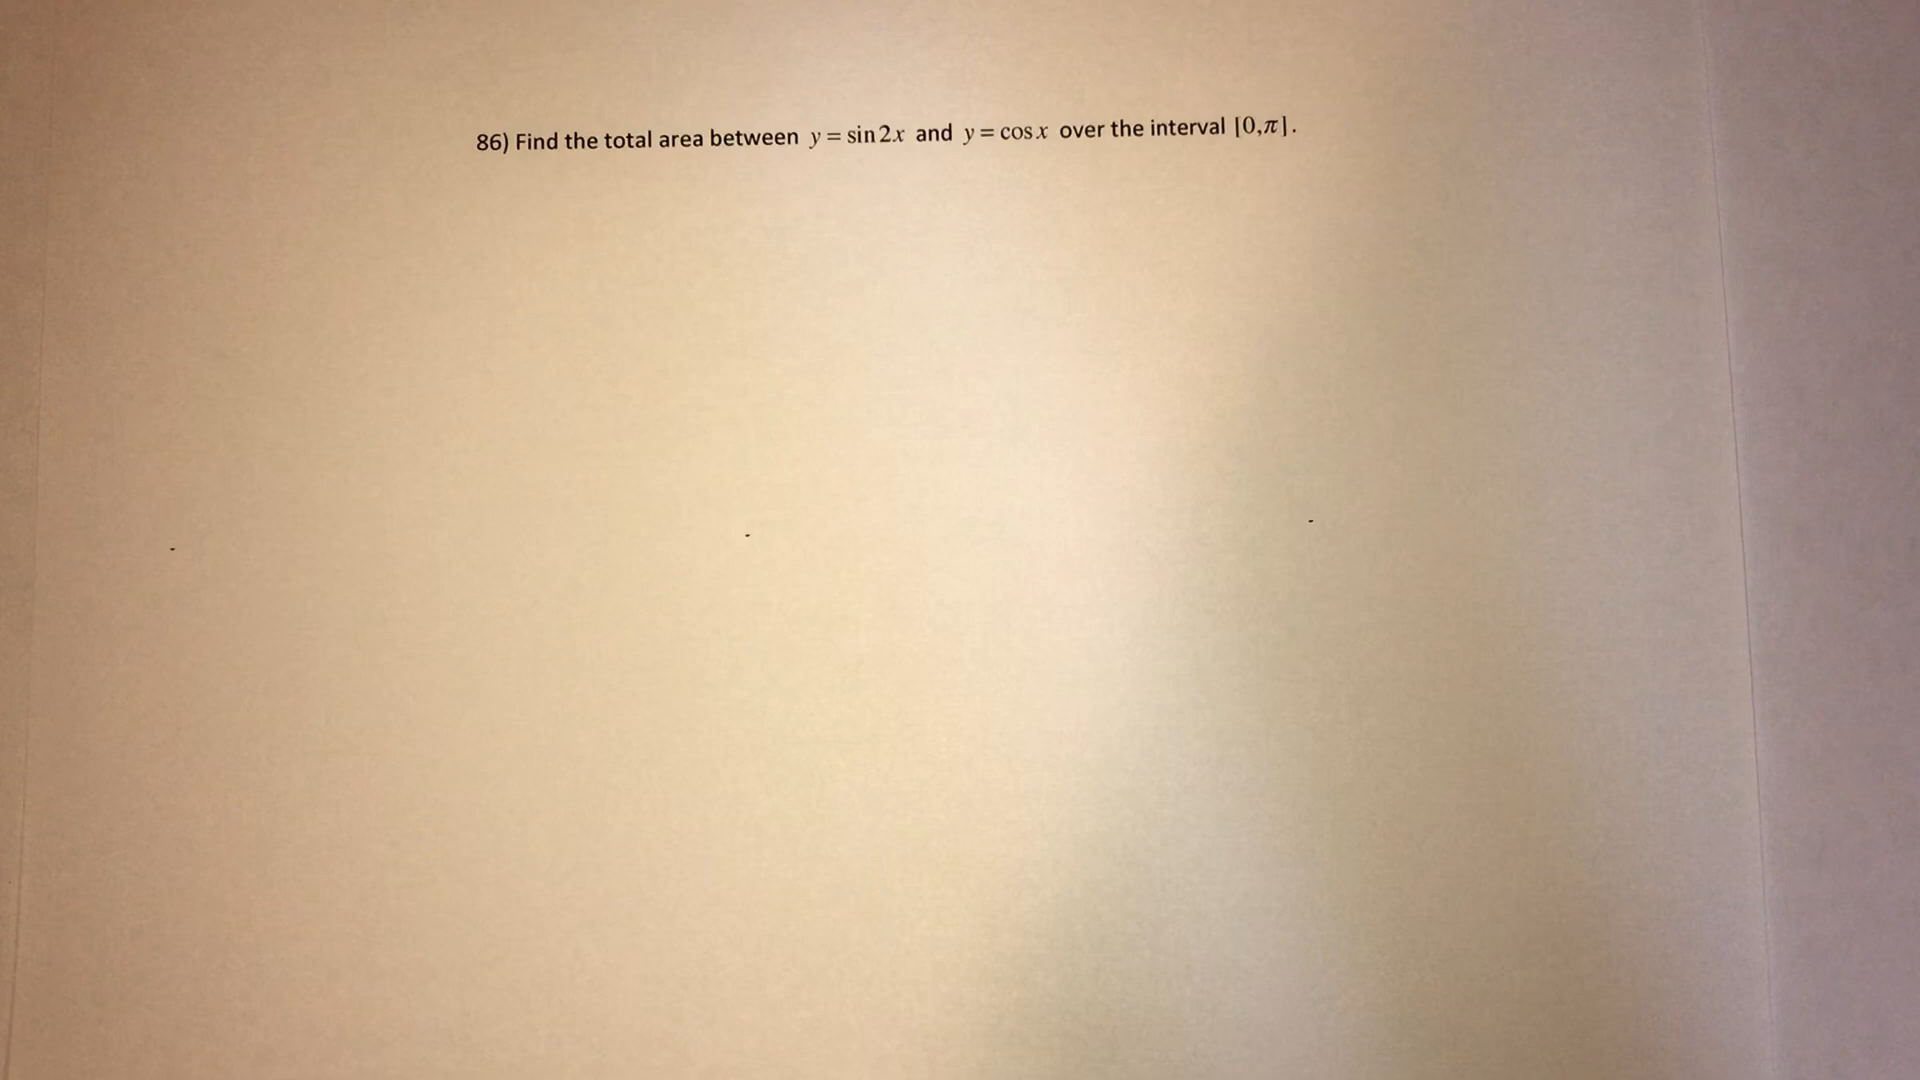 86) Find the total area between y = sin 2x and y = cos x over the interval [0,π].